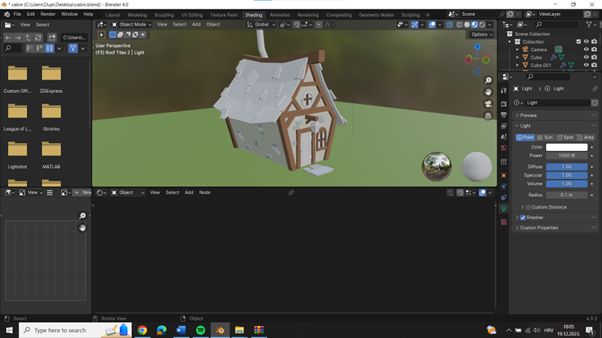 * cabin [C:\Users\Dujel\Desktop\cabin.blend] - Blender 4.0
File Edit Render Window Help Layout Modeling Sculpting UV Editing Texture Paint Shading Animation Rendering Compositing Geometry Nodes Scripting + Scene ViewLayer
View Select Object Mode View Select Add Object Global
Options
C:\Users\...
User Perspective
(93) Roof Tiles 2 | Light
Scene Collection
Collection
Camera
Cube
Cube.001
Custom Offi... ISSExpress
League of L... libraries
Lightshot MATLAB
Light Light
Light
Preview
Light
Point Sun Spot Area
Color
Power 1000 W
Diffuse 1.00
Specular 1.00
Volume 1.00
Radius 0.1 m
Custom Distance
Shadow
Custom Properties
View New
Object View Select Add Node
Select Rotate View Object 4.0.2
Type here to search
HRV
18:05
19.12.2023.